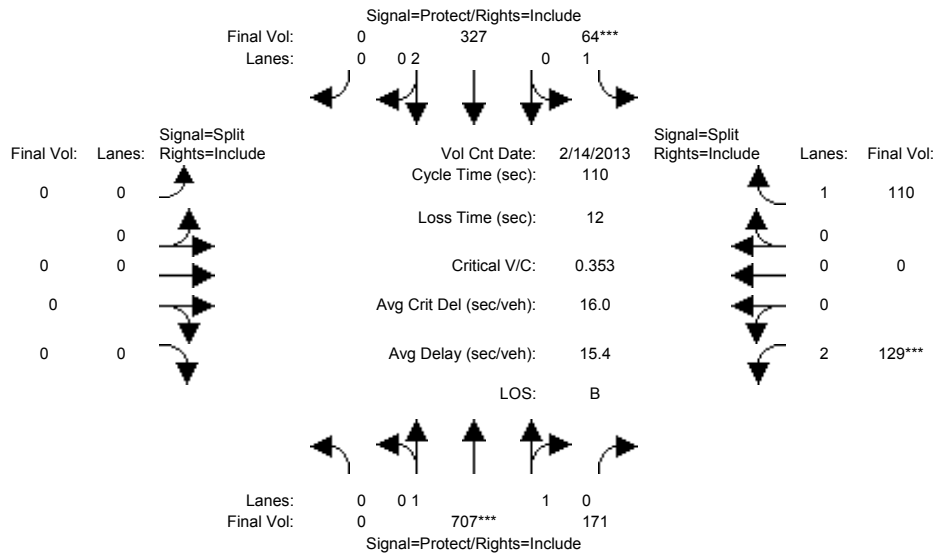 Signal=Protect/Rights=Include
Final Vol: 0 327 64***
Lanes: 0 0 2 0 1
Signal=Split Signal=Split
Final Vol: Lanes: Rights=Include Vol Cnt Date: 2/14/2013 Rights=Include Lanes: Final Vol:
Cycle Time (sec): 110
0 0 1 110
Loss Time (sec): 12
0 0
0 0 Critical V/C: 0.353 0 0
0 Avg Crit Del (sec/veh): 16.0 0
0 0 Avg Delay (sec/veh): 15.4 2 129***
LOS: B
Lanes: 0 0 1 1 0
Final Vol: 0 707*** 171
Signal=Protect/Rights=Include